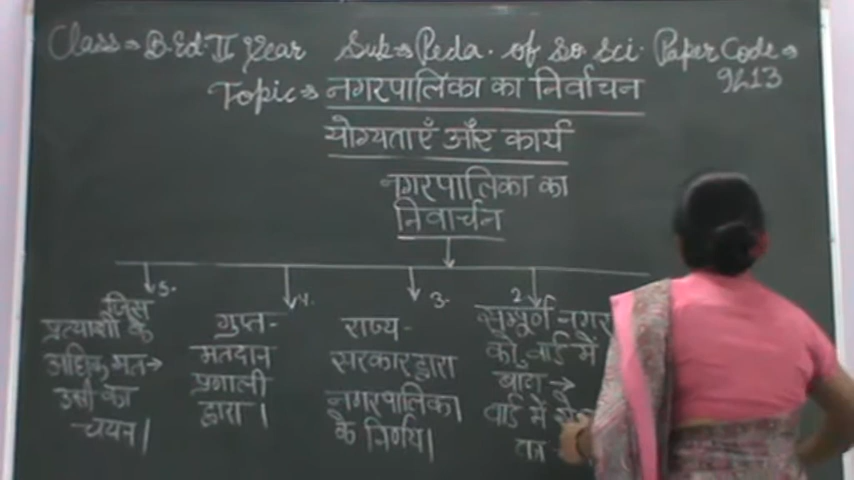 Class→ B.Ed. II year Sub→ Peda. of So. Sci. Paper Code→
9213
Topic→ नगरपालिका का निर्वाचन
योग्यताएँ और कार्य
नगरपालिका का
निवार्चन
5.
जिस
प्रत्याशी के
अधिक मत→
उसी का
चयन।
4.
गुप्त-
मतदान
प्रणाली
द्वारा।
3.
राज्य-
सरकार द्वारा
नगरपालिका
के निर्णय।
2
सम्पूर्ण नगर
को वार्ड में
बाटा→
वार्ड में
का